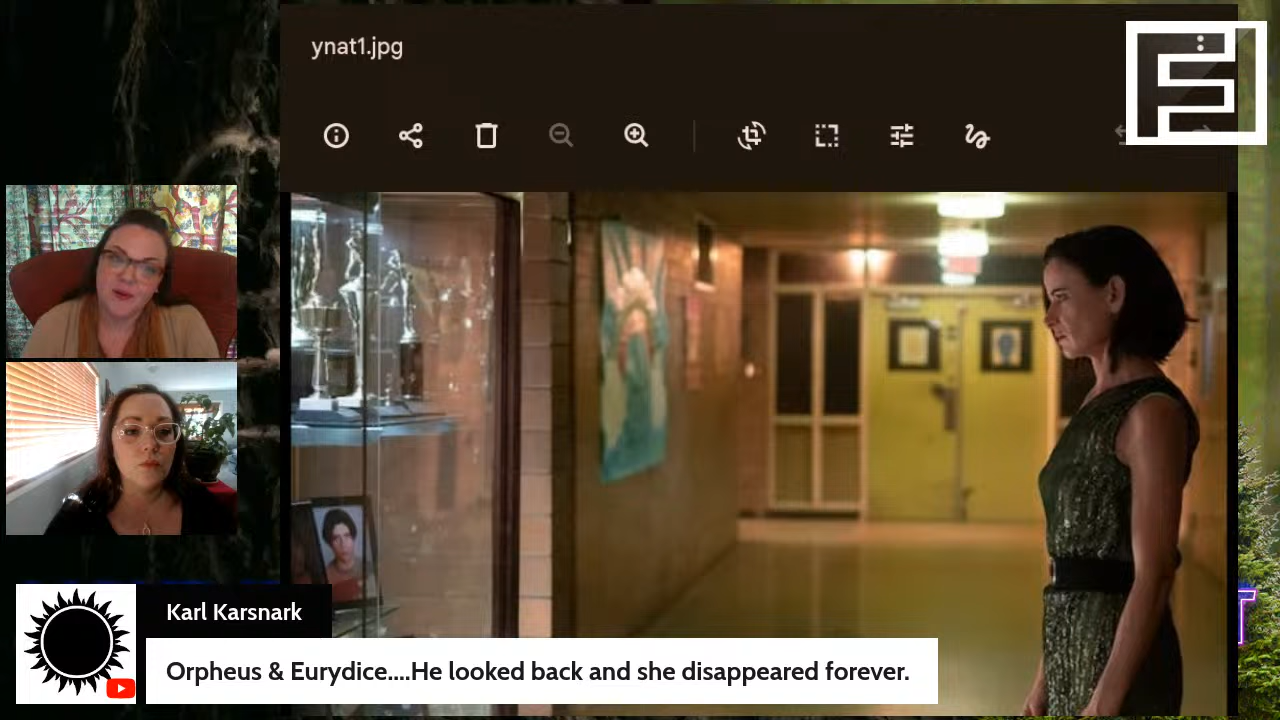 ynat1.jpg
Karl Karsnark
Orpheus & Eurydice....He looked back and she disappeared forever.
T